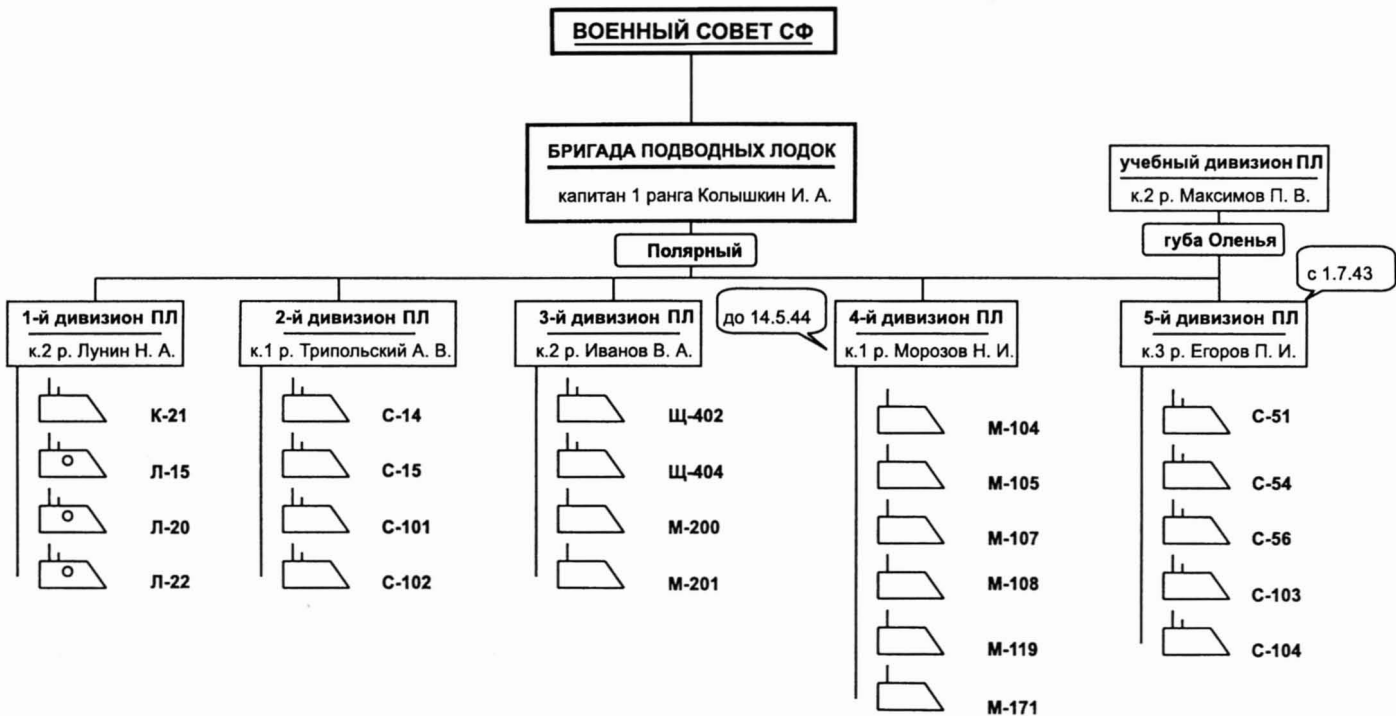 ВОЕННЫЙ СОВЕТ СФ
БРИГАДА ПОДВОДНЫХ ЛОДОК
капитан 1 ранга Колышкин И. А.
Полярный
учебный дивизион ПЛ
к.2 р. Максимов П. В.
губа Оленья
1-й дивизион ПЛ
к.2 р. Лунин Н. А.
К-21
Л-15
Л-20
Л-22
2-й дивизион ПЛ
к.1 р. Трипольский А. В.
С-14
С-15
С-101
С-102
3-й дивизион ПЛ
к.2 р. Иванов В. А.
Щ-402
Щ-404
М-200
М-201
до 14.5.44
4-й дивизион ПЛ
к.1 р. Морозов Н. И.
М-104
М-105
М-107
М-108
М-119
М-171
с 1.7.43
5-й дивизион ПЛ
к.3 р. Егоров П. И.
С-51
С-54
С-56
С-103
С-104